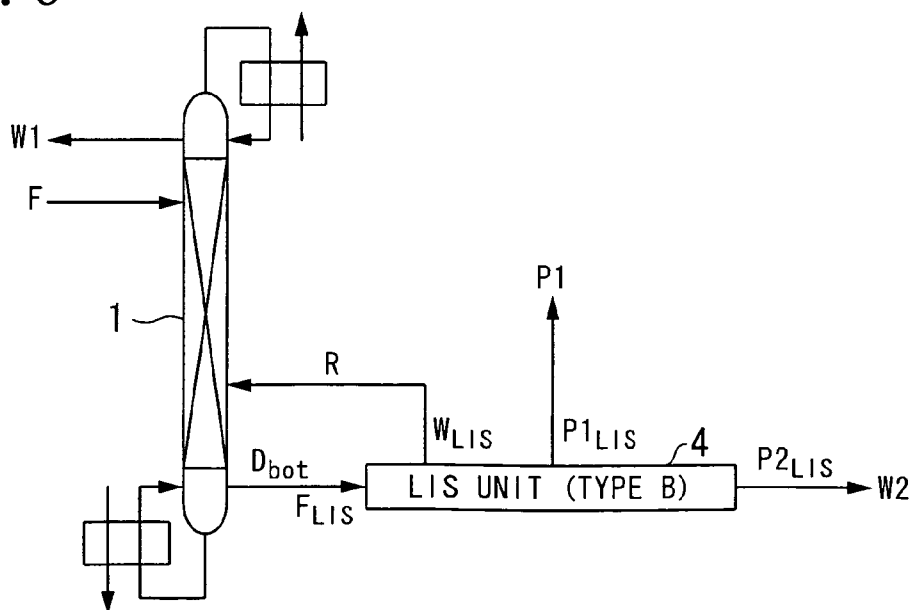 W1
F
1
P1
R
W_LIS
P1_LIS
4
D_bot
P2_LIS
LIS UNIT (TYPE B)
F_LIS
W2